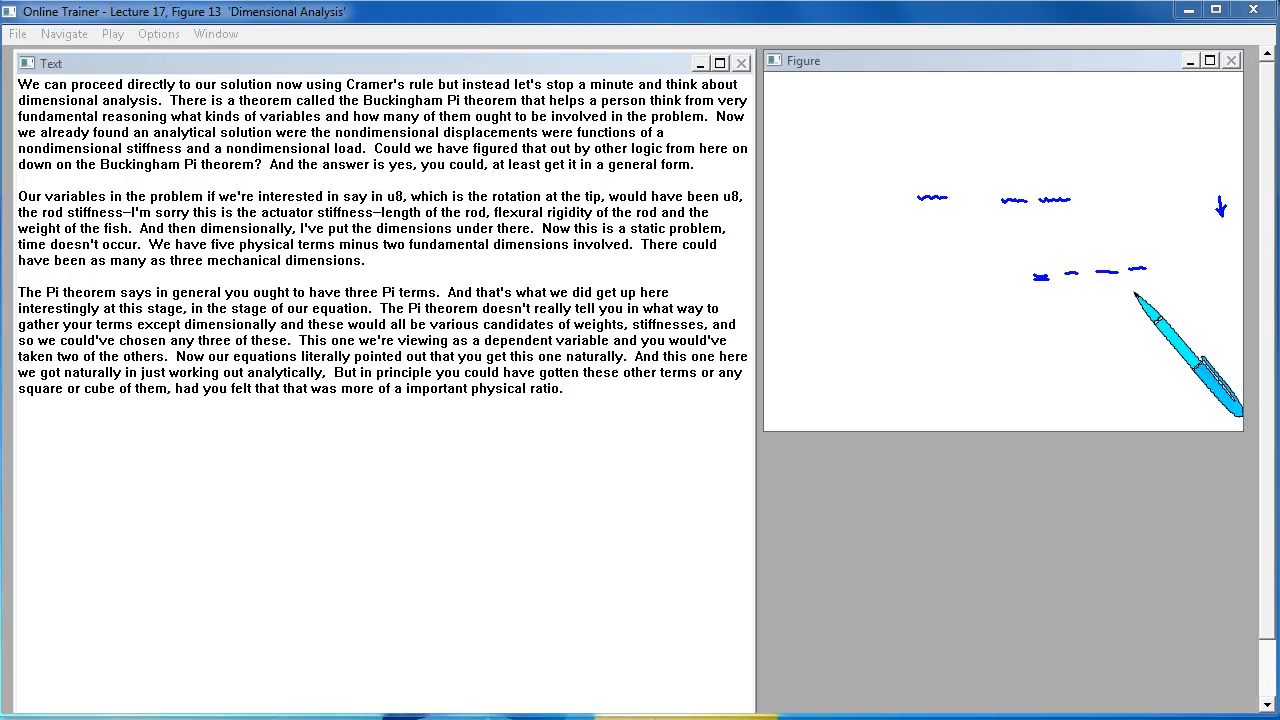 Online Trainer - Lecture 17, Figure 13 'Dimensional Analysis'
File Navigate Play Options Window
Text
We can proceed directly to our solution now using Cramer's rule but instead let's stop a minute and think about
dimensional analysis. There is a theorem called the Buckingham Pi theorem that helps a person think from very
fundamental reasoning what kinds of variables and how many of them ought to be involved in the problem. Now
we already found an analytical solution were the nondimensional displacements were functions of a
nondimensional stiffness and a nondimensional load. Could we have figured that out by other logic from here on
down on the Buckingham Pi theorem? And the answer is yes, you could, at least get it in a general form.
Our variables in the problem if we're interested in say in u8, which is the rotation at the tip, would have been u8,
the rod stiffness--I'm sorry this is the actuator stiffness--length of the rod, flexural rigidity of the rod and the
weight of the fish. And then dimensionally, I've put the dimensions under there. Now this is a static problem,
time doesn't occur. We have five physical terms minus two fundamental dimensions involved. There could
have been as many as three mechanical dimensions.
The Pi theorem says in general you ought to have three Pi terms. And that's what we did get up here
interestingly at this stage, in the stage of our equation. The Pi theorem doesn't really tell you in what way to
gather your terms except dimensionally and these would all be various candidates of weights, stiffnesses, and
so we could've chosen any three of these. This one we're viewing as a dependent variable and you would've
taken two of the others. Now our equations literally pointed out that you get this one naturally. And this one here
we got naturally in just working out analytically, But in principle you could have gotten these other terms or any
square or cube of them, had you felt that that was more of a important physical ratio.
Figure